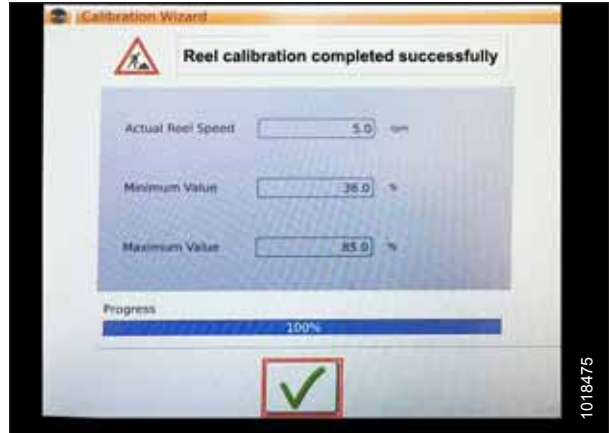 Calibration Wizard
Reel calibration completed successfully
Actual Reel Speed 5.0 rpm
Minimum Value 36.0 %
Maximum Value 85.0 %
Progress
100%
1018475